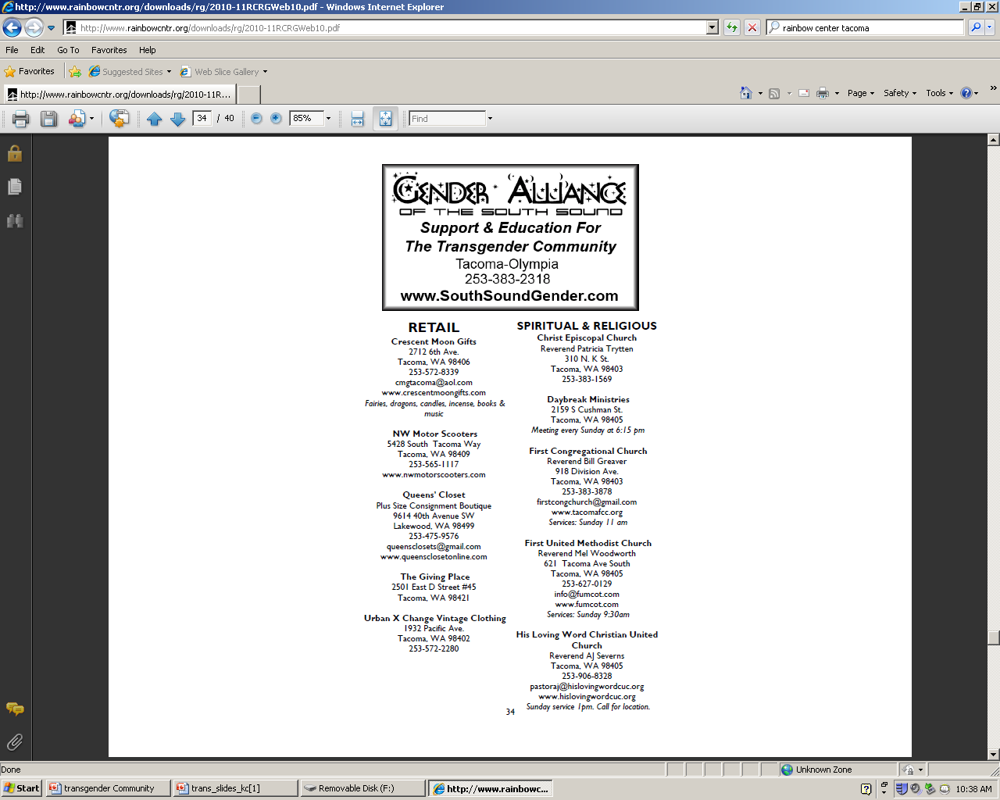 http://www.rainbowcntr.org/downloads/rg/2010-11RCRGWeb10.pdf - Windows Internet Explorer
http://www.rainbowcntr.org/downloads/rg/2010-11RCRGWeb10.pdf
rainbow center tacoma
File Edit Go To Favorites Help
Favorites Suggested Sites Web Slice Gallery
http://www.rainbowcntr.org/downloads/rg/2010-11R...
Page Safety Tools
34 / 40 85% Find
GENDER ALLIANCE
OF THE SOUTH SOUND
Support & Education For
The Transgender Community
Tacoma-Olympia
253-383-2318
www.SouthSoundGender.com
RETAIL
Crescent Moon Gifts
2712 6th Ave.
Tacoma, WA 98406
253-572-8339
cmgtacoma@aol.com
www.crescentmoongifts.com
Fairies, dragons, candles, incense, books &
music
NW Motor Scooters
5428 South Tacoma Way
Tacoma, WA 98409
253-565-1117
www.nwmotorscooters.com
Queens' Closet
Plus Size Consignment Boutique
9614 40th Avenue SW
Lakewood, WA 98499
253-475-9576
queensclosets@gmail.com
www.queensclosetonline.com
The Giving Place
2501 East D Street #45
Tacoma, WA 98421
Urban X Change Vintage Clothing
1932 Pacific Ave.
Tacoma, WA 98402
253-572-2280
SPIRITUAL & RELIGIOUS
Christ Episcopal Church
Reverend Patricia Trytten
310 N. K St.
Tacoma, WA 98403
253-383-1569
Daybreak Ministries
2159 S Cushman St.
Tacoma, WA 98405
Meeting every Sunday at 6:15 pm
First Congregational Church
Reverend Bill Greaver
918 Division Ave.
Tacoma, WA 98403
253-383-3878
firstcongchurch@gmail.com
www.tacomafcc.org
Services: Sunday 11 am
First United Methodist Church
Reverend Mel Woodworth
621 Tacoma Ave South
Tacoma, WA 98405
253-627-0129
info@fumcot.com
www.fumcot.com
Services: Sunday 9:30am
His Loving Word Christian United
Church
Reverend AJ Severns
Tacoma, WA 98405
253-906-8328
pastoraj@hislovingwordcuc.org
www.hislovingwordcuc.org
Sunday service 1pm. Call for location.
34
Done Unknown Zone
Start transgender Community trans_slides_kc[1] Removable Disk (F:) http://www.rainbowc... 10:38 AM